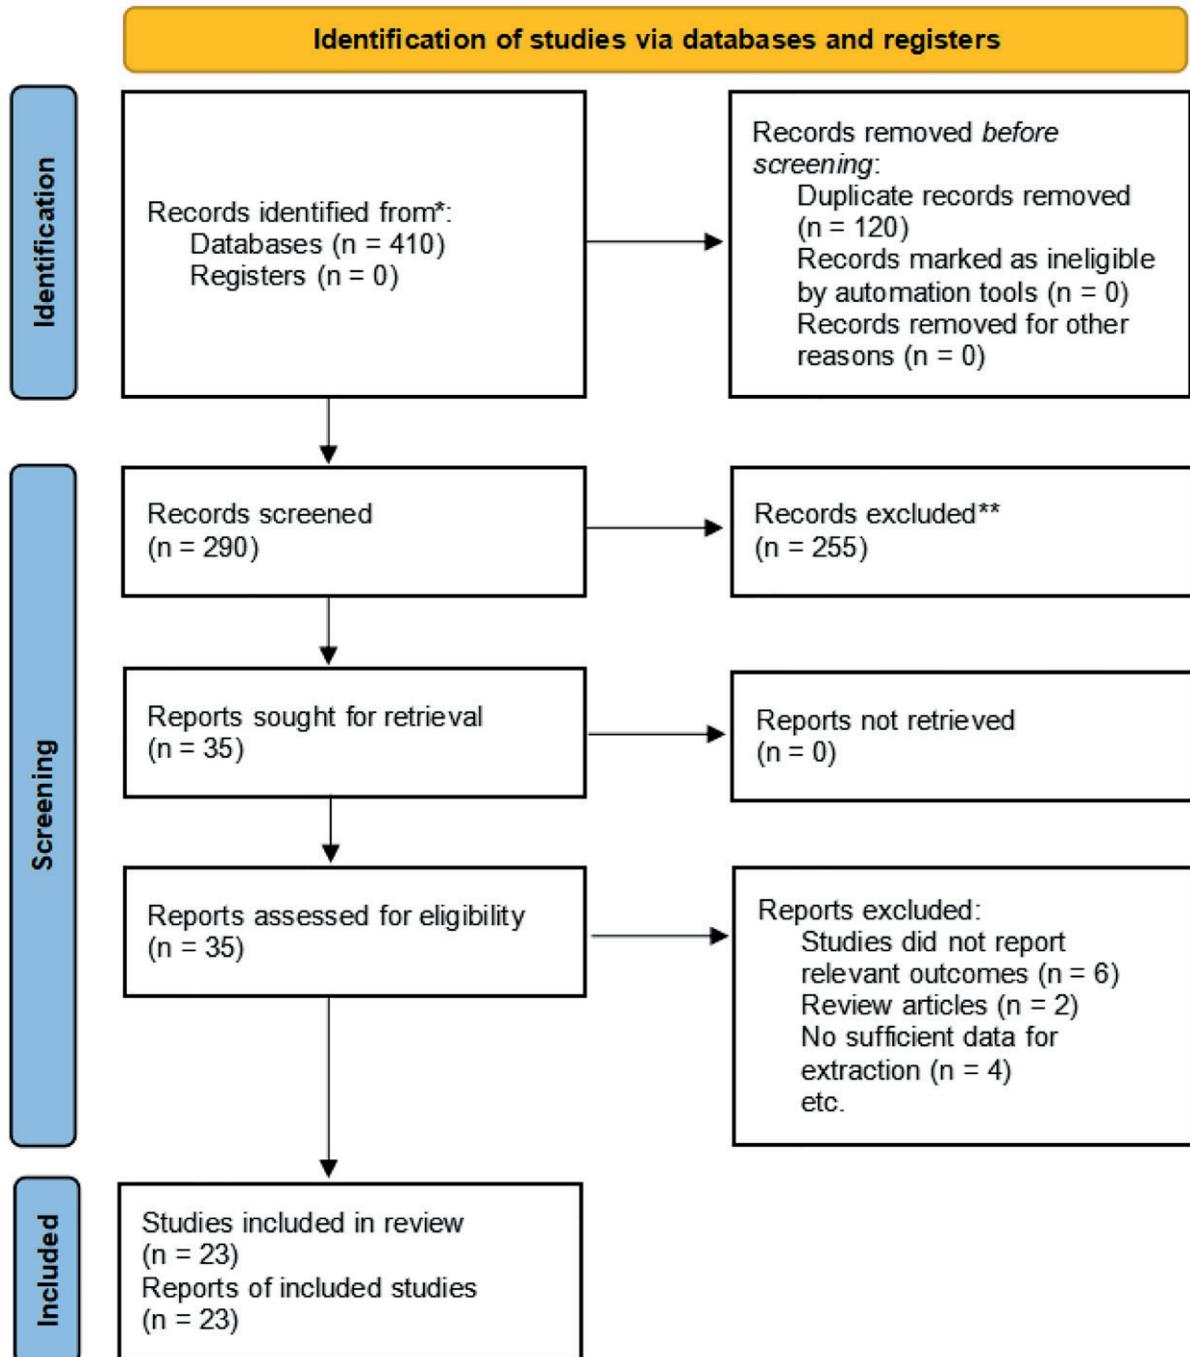 Identification of studies via databases and registers
Identification
Records identified from*:
Databases (n = 410)
Registers (n = 0)
Records removed before
screening:
Duplicate records removed
(n = 120)
Records marked as ineligible
by automation tools (n = 0)
Records removed for other
reasons (n = 0)
Screening
Records screened
(n = 290)
Records excluded**
(n = 255)
Reports sought for retrieval
(n = 35)
Reports not retrieved
(n = 0)
Reports assessed for eligibility
(n = 35)
Reports excluded:
Studies did not report
relevant outcomes (n = 6)
Review articles (n = 2)
No sufficient data for
extraction (n = 4)
etc.
Included
Studies included in review
(n = 23)
Reports of included studies
(n = 23)